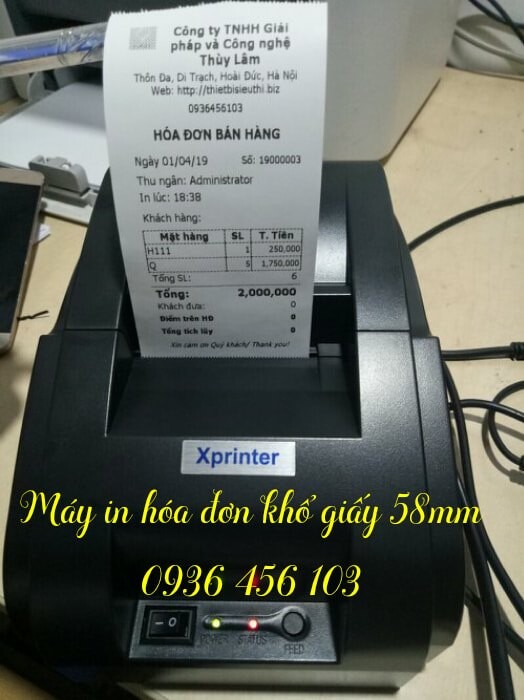 Công ty TNHH Giải
pháp và Công nghệ
Thùy Lâm
Thôn Đa, Di Trạch, Hoài Đức, Hà Nội
Web: http://thietbisieuthi.biz
0936456103
HÓA ĐƠN BÁN HÀNG
Ngày 01/04/19 Số: 19000003
Thu ngân: Administrator
In lúc: 18:38
Khách hàng:
Mặt hàng SL T. Tiền
H111 1 250,000
Q 5 1,750,000
Tổng SL: 6
Tổng: 2,000,000
Khách đưa: 0
Điểm trên HĐ 0
Tổng tích lũy 0
Xin cảm ơn Quý khách/ Thank you!
Xprinter
Máy in hóa đơn khổ giấy 58mm
0936 456 103
POWER STATUS FEED